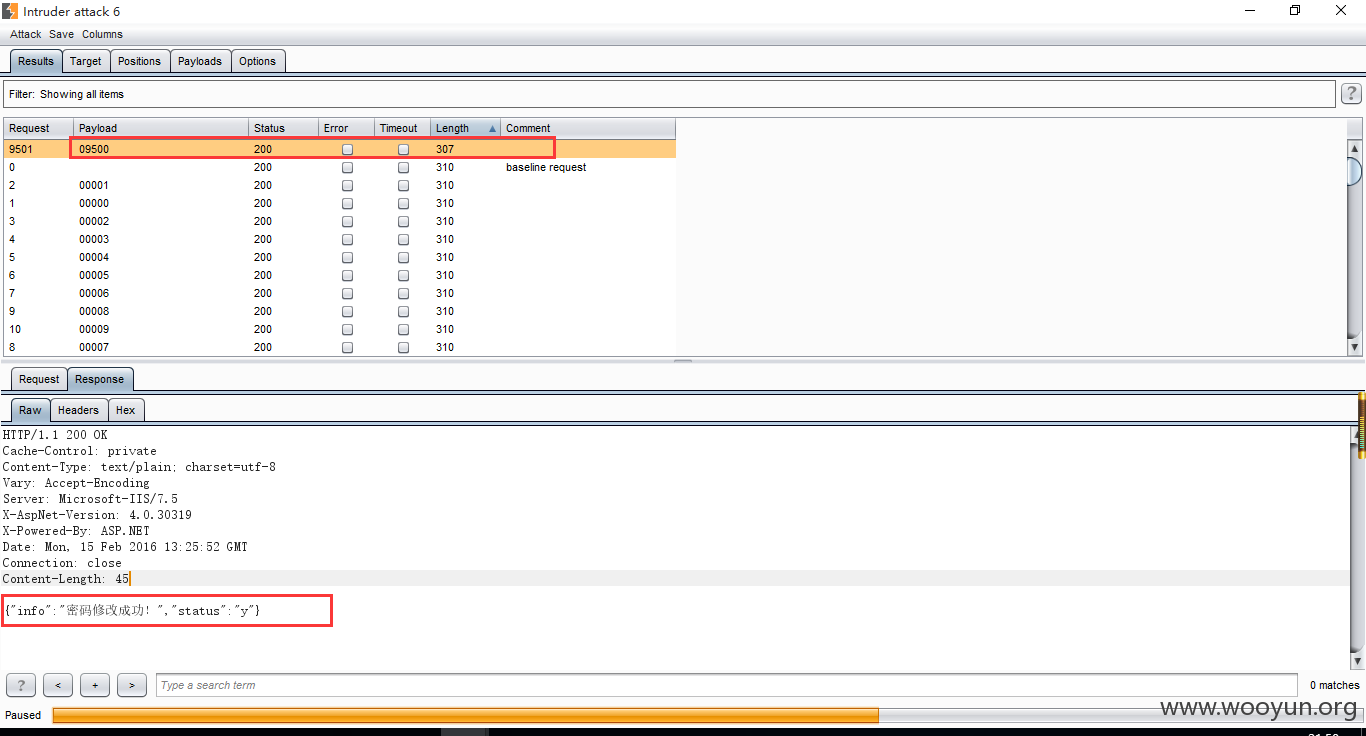 Intruder attack 6
Attack Save Columns
Results Target Positions Payloads Options
Filter: Showing all items ?
Request Payload Status Error Timeout Length Comment
9501 09500 200 307
0 200 310 baseline request
2 00001 200 310
1 00000 200 310
3 00002 200 310
4 00003 200 310
5 00004 200 310
6 00005 200 310
7 00006 200 310
9 00008 200 310
10 00009 200 310
8 00007 200 310
Request Response
Raw Headers Hex
HTTP/1.1 200 OK
Cache-Control: private
Content-Type: text/plain; charset=utf-8
Vary: Accept-Encoding
Server: Microsoft-IIS/7.5
X-AspNet-Version: 4.0.30319
X-Powered-By: ASP.NET
Date: Mon, 15 Feb 2016 13:25:52 GMT
Connection: close
Content-Length: 45
{"info":"密码修改成功！","status":"y"}
? < + > Type a search term 0 matches
Paused
www.wooyun.org